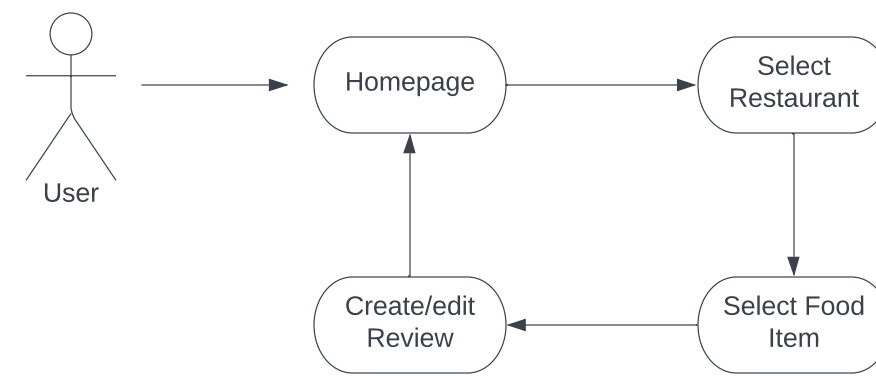 Homepage
Select
Restaurant
User
Create/edit
Review
Select Food
Item